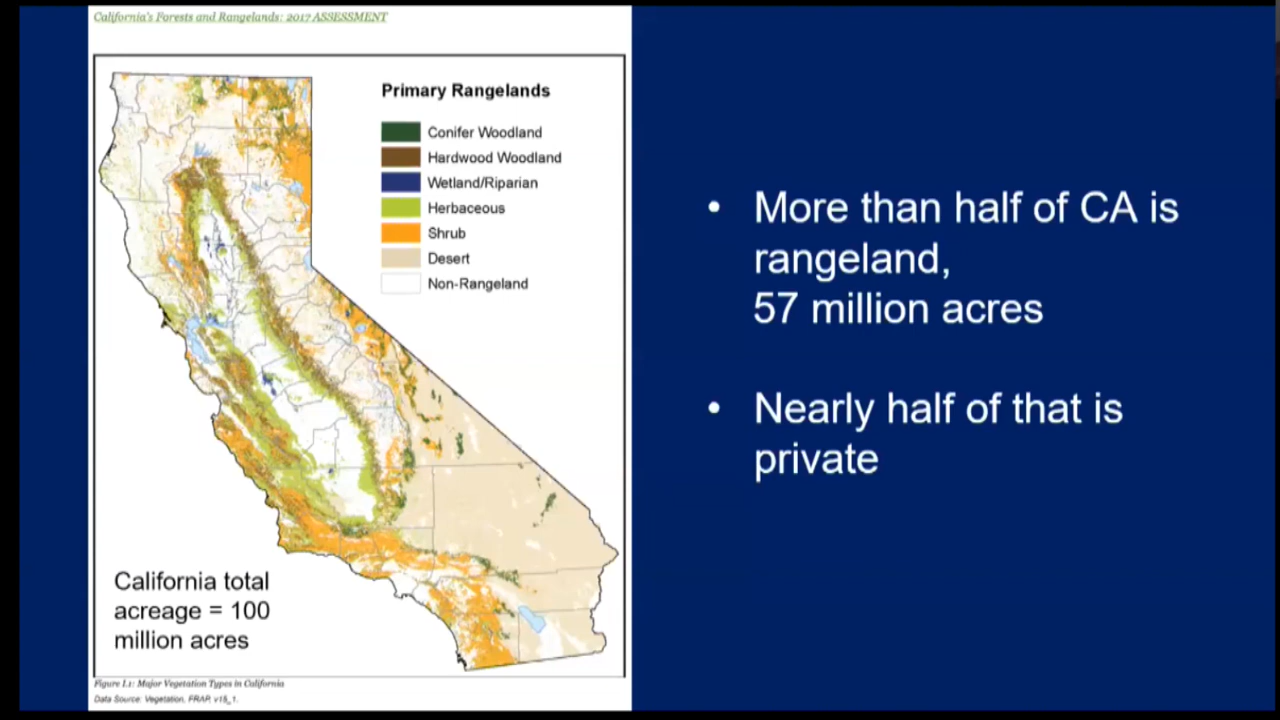 California's Forests and Rangelands: 2017 ASSESSMENT
Primary Rangelands
Conifer Woodland
Hardwood Woodland
Wetland/Riparian
Herbaceous
Shrub
Desert
Non-Rangeland
California total
acreage = 100
million acres
Figure 1.1: Major Vegetation Types in California
Data Source: Vegetation, FRAP, v15_1.
• More than half of CA is
rangeland,
57 million acres
• Nearly half of that is
private